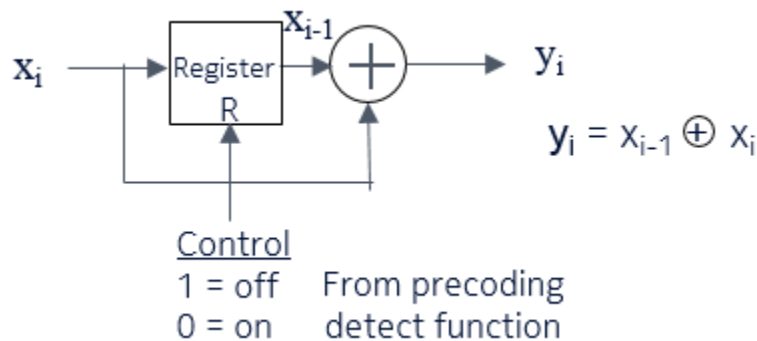 xᵢ
Register
R
xᵢ₋₁
+
yᵢ
yᵢ = xᵢ₋₁ ⊕ xᵢ
Control
1 = off From precoding
0 = on detect function